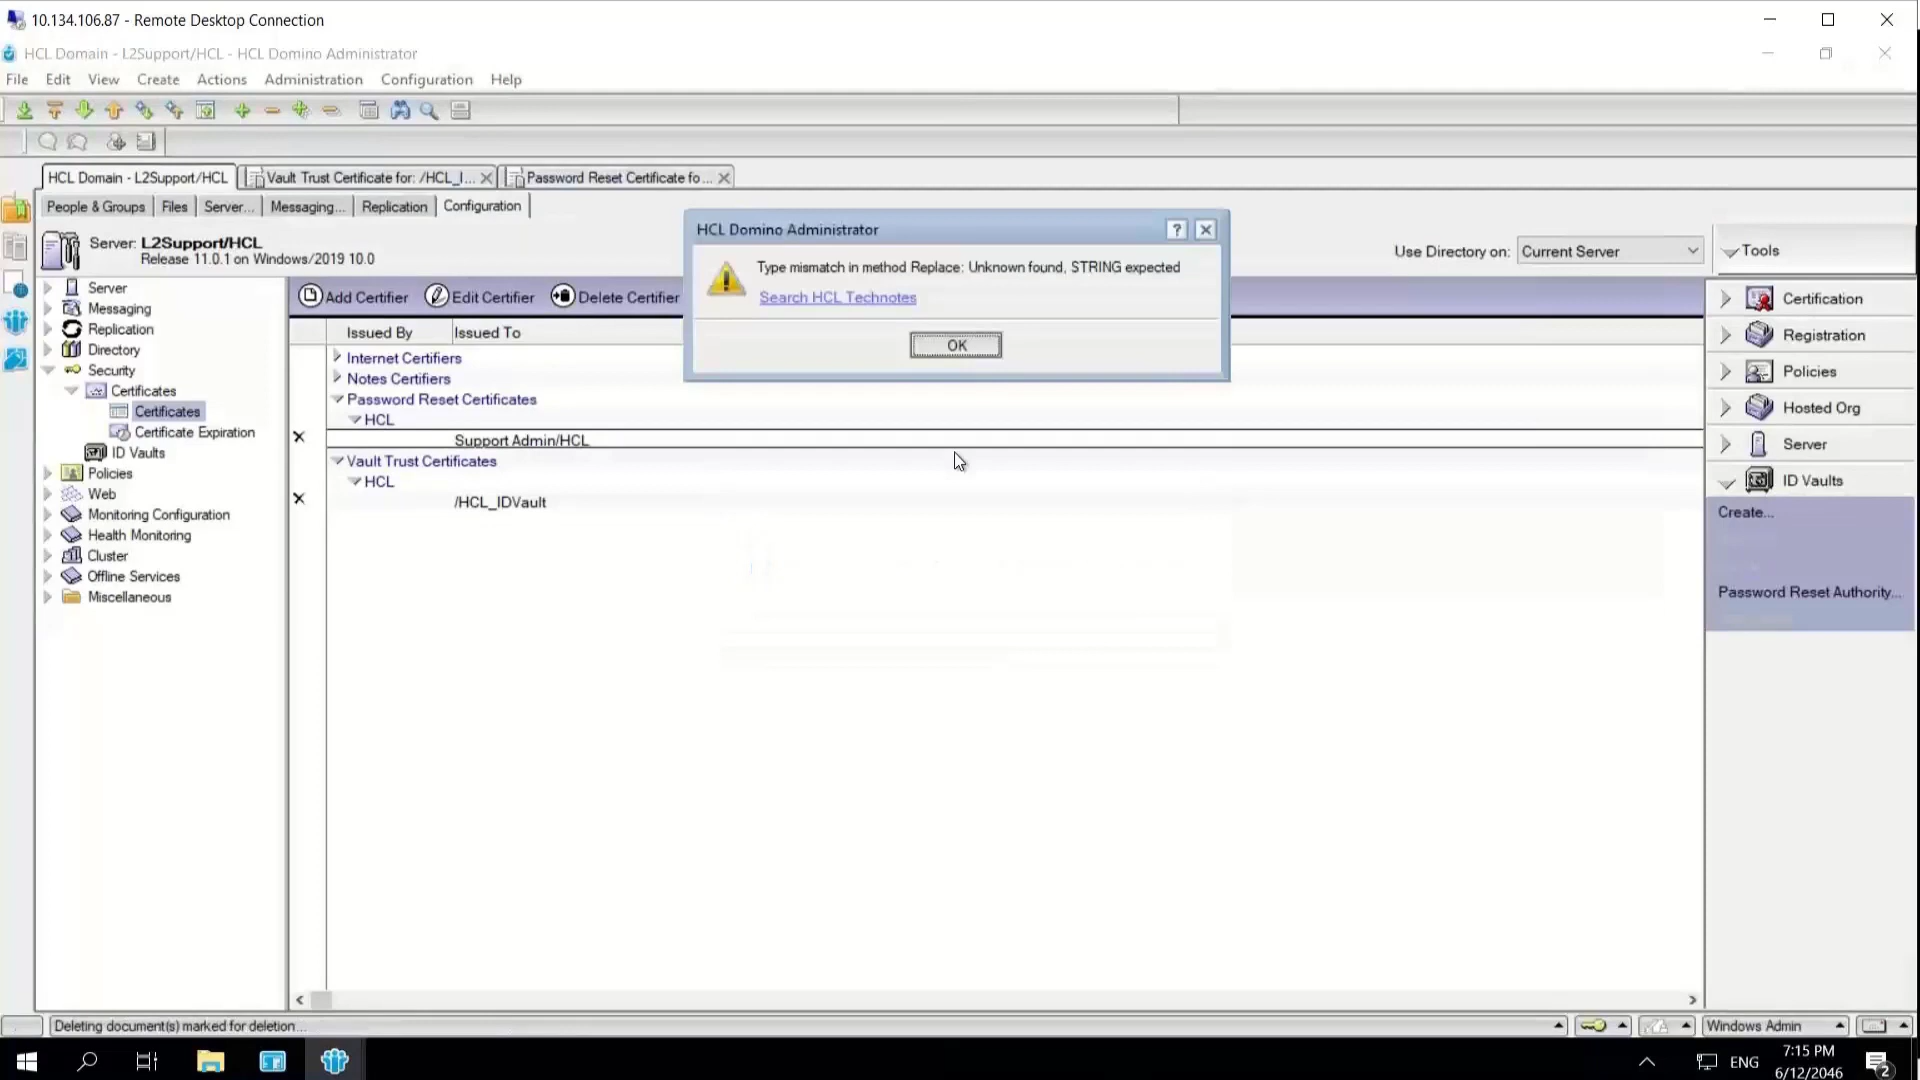 10.134.106.87 - Remote Desktop Connection
HCL Domain - L2Support/HCL - HCL Domino Administrator
File Edit View Create Actions Administration Configuration Help
HCL Domain - L2Support/HCL Vault Trust Certificate for: /HCL_I... Password Reset Certificate fo...
People & Groups Files Server... Messaging... Replication Configuration
HCL Domino Administrator
Server: L2Support/HCL
Release 11.0.1 on Windows/2019 10.0
Use Directory on: Current Server
Tools
Type mismatch in method Replace: Unknown found, STRING expected
Search HCL Technotes
OK
Add Certifier Edit Certifier Delete Certifier
Issued By Issued To
Internet Certifiers
Notes Certifiers
Password Reset Certificates
HCL
Support Admin/HCL
Vault Trust Certificates
HCL
/HCL_IDVault
Server
Messaging
Replication
Directory
Security
Certificates
Certificates
Certificate Expiration
ID Vaults
Policies
Web
Monitoring Configuration
Health Monitoring
Cluster
Offline Services
Miscellaneous
Certification
Registration
Policies
Hosted Org
Server
ID Vaults
Create...
Password Reset Authority...
Deleting document(s) marked for deletion...
Windows Admin
ENG
7:15 PM
6/12/2046
2